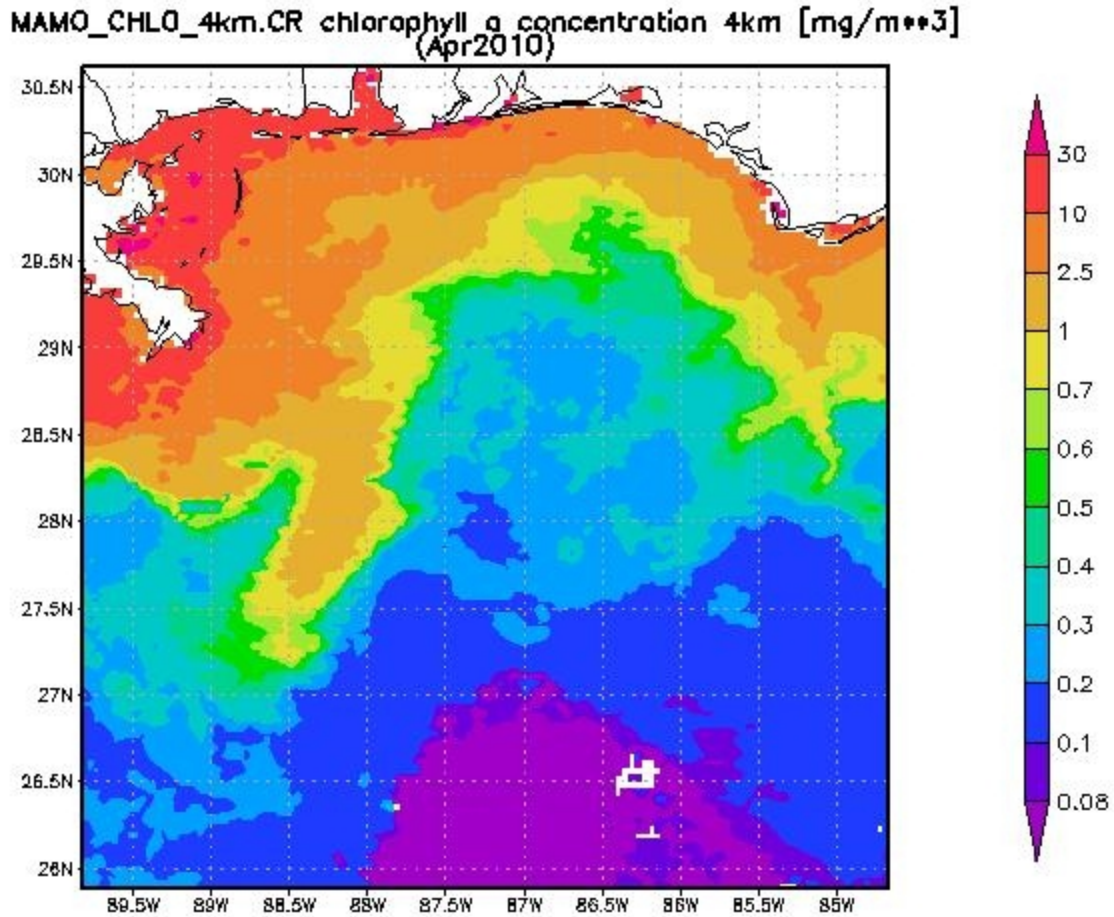 MAMO_CHLO_4km.CR chlorophyll a concentration 4km [mg/m**3]
(Apr2010)
30.5N
30N
29.5N
29N
28.5N
28N
27.5N
27N
26.5N
26N
89.5W 89W 88.5W 88W 87.5W 87W 86.5W 86W 85.5W 85W
30
10
2.5
1
0.7
0.6
0.5
0.4
0.3
0.2
0.1
0.08